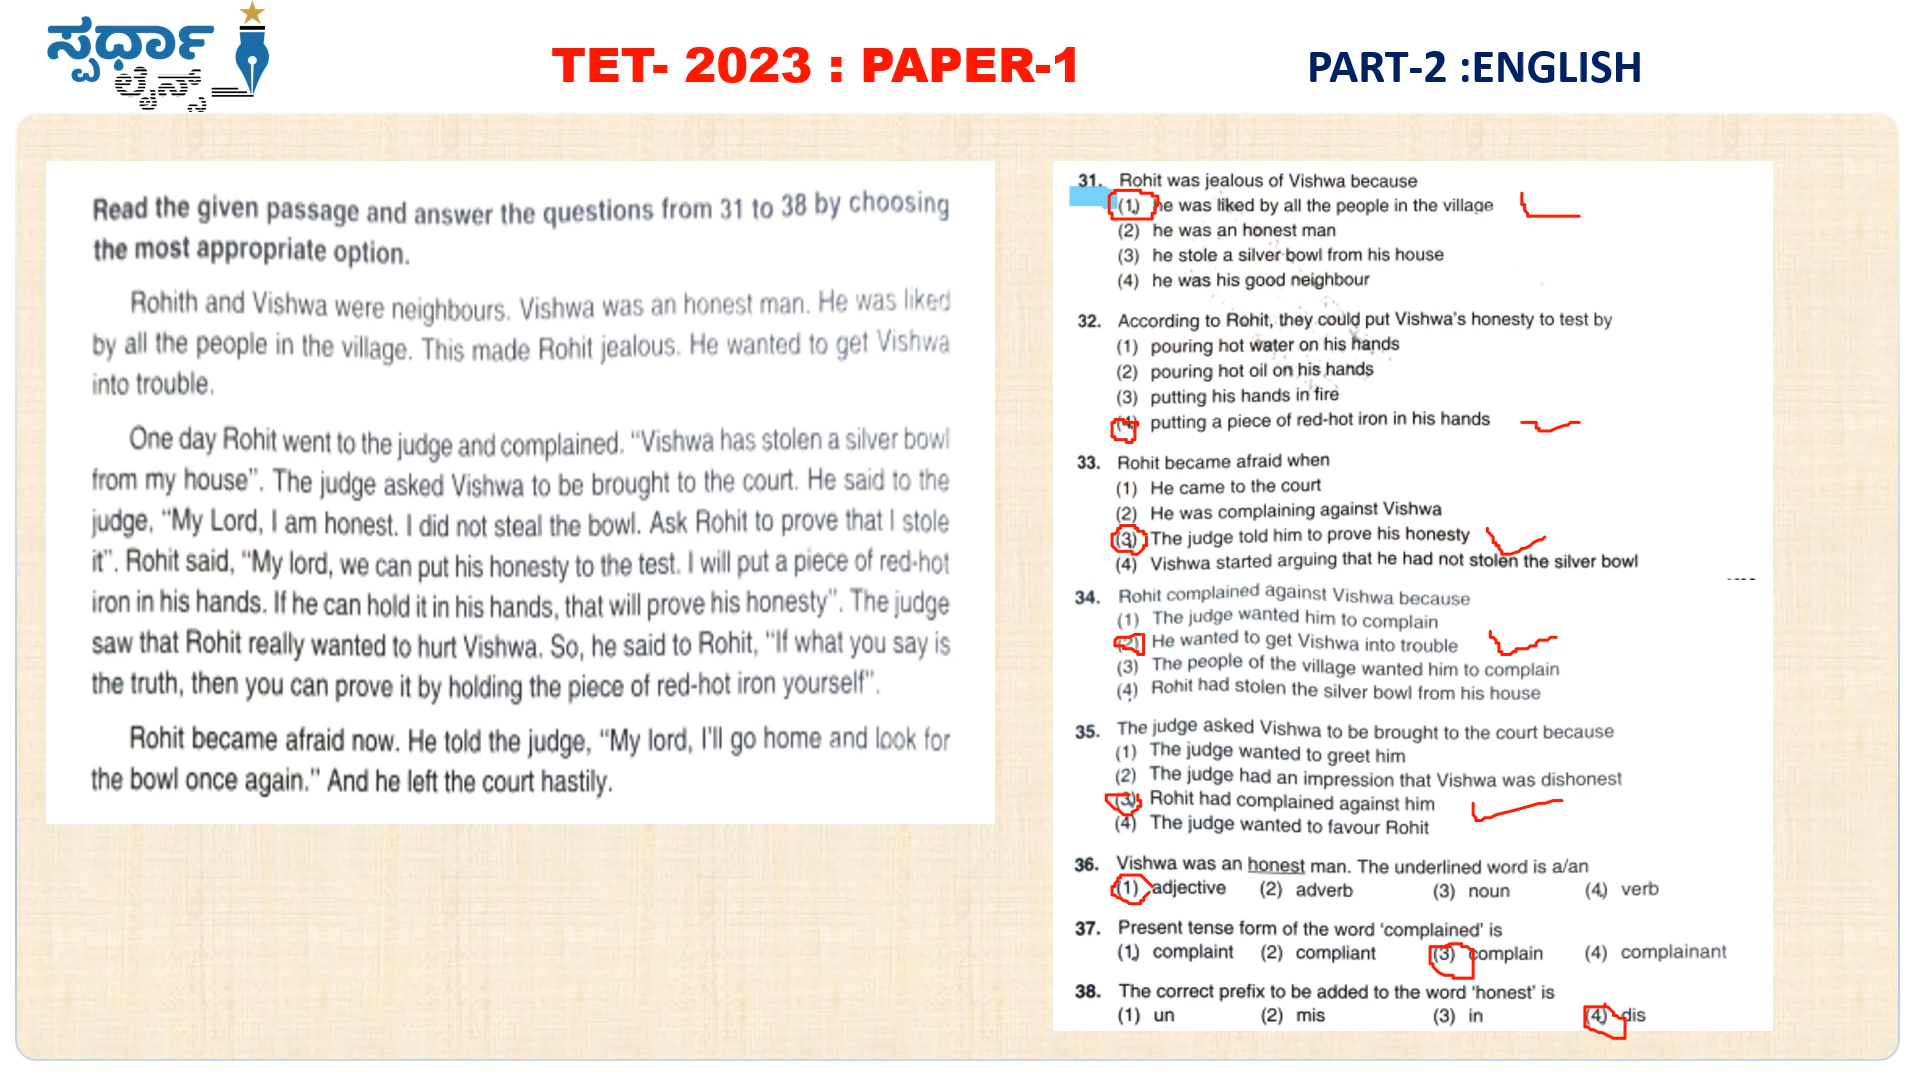 ಸ್ಪರ್ಧಾ
ಲೈನ್ಸ್
TET- 2023 : PAPER-1
PART-2 :ENGLISH
Read the given passage and answer the questions from 31 to 38 by choosing
the most appropriate option.
Rohith and Vishwa were neighbours. Vishwa was an honest man. He was liked
by all the people in the village. This made Rohit jealous. He wanted to get Vishwa
into trouble.
One day Rohit went to the judge and complained. “Vishwa has stolen a silver bowl
from my house”. The judge asked Vishwa to be brought to the court. He said to the
judge, “My Lord, I am honest. I did not steal the bowl. Ask Rohit to prove that I stole
it”. Rohit said, “My lord, we can put his honesty to the test. I will put a piece of red-hot
iron in his hands. If he can hold it in his hands, that will prove his honesty”. The judge
saw that Rohit really wanted to hurt Vishwa. So, he said to Rohit, “If what you say is
the truth, then you can prove it by holding the piece of red-hot iron yourself”.
Rohit became afraid now. He told the judge, “My lord, I’ll go home and look for
the bowl once again.” And he left the court hastily.
31. Rohit was jealous of Vishwa because
(1) he was liked by all the people in the village
(2) he was an honest man
(3) he stole a silver bowl from his house
(4) he was his good neighbour
32. According to Rohit, they could put Vishwa’s honesty to test by
(1) pouring hot water on his hands
(2) pouring hot oil on his hands
(3) putting his hands in fire
(4) putting a piece of red-hot iron in his hands
33. Rohit became afraid when
(1) He came to the court
(2) He was complaining against Vishwa
(3) The judge told him to prove his honesty
(4) Vishwa started arguing that he had not stolen the silver bowl
34. Rohit complained against Vishwa because
(1) The judge wanted him to complain
(2) He wanted to get Vishwa into trouble
(3) The people of the village wanted him to complain
(4) Rohit had stolen the silver bowl from his house
35. The judge asked Vishwa to be brought to the court because
(1) The judge wanted to greet him
(2) The judge had an impression that Vishwa was dishonest
(3) Rohit had complained against him
(4) The judge wanted to favour Rohit
36. Vishwa was an honest man. The underlined word is a/an
(1) adjective (2) adverb (3) noun (4) verb
37. Present tense form of the word ‘complained’ is
(1) complaint (2) compliant (3) complain (4) complainant
38. The correct prefix to be added to the word ‘honest’ is
(1) un (2) mis (3) in (4) dis